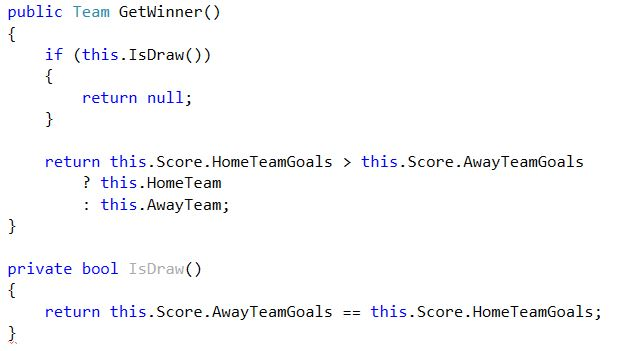 public Team GetWinner()
{
    if (this.IsDraw())
    {
        return null;
    }

    return this.Score.HomeTeamGoals > this.Score.AwayTeamGoals
        ? this.HomeTeam
        : this.AwayTeam;
}

private bool IsDraw()
{
    return this.Score.AwayTeamGoals == this.Score.HomeTeamGoals;
}